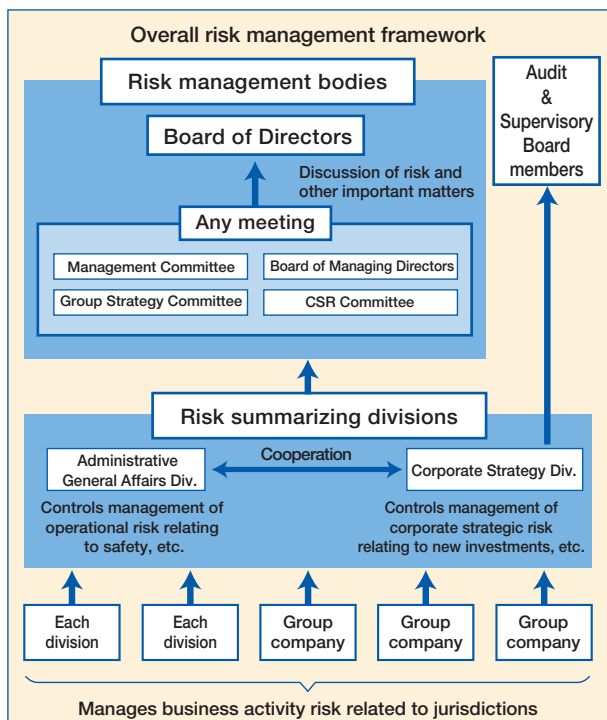 Overall risk management framework
Risk management bodies
Audit
&
Supervisory
Board
members
Board of Directors
Discussion of risk and
other important matters
Any meeting
Management Committee
Board of Managing Directors
Group Strategy Committee
CSR Committee
Risk summarizing divisions
Administrative
General Affairs Div.
Cooperation
Corporate Strategy Div.
Controls management of
operational risk relating
to safety, etc.
Controls management of
corporate strategic risk
relating to new investments, etc.
Each
division
Each
division
Group
company
Group
company
Group
company
Manages business activity risk related to jurisdictions